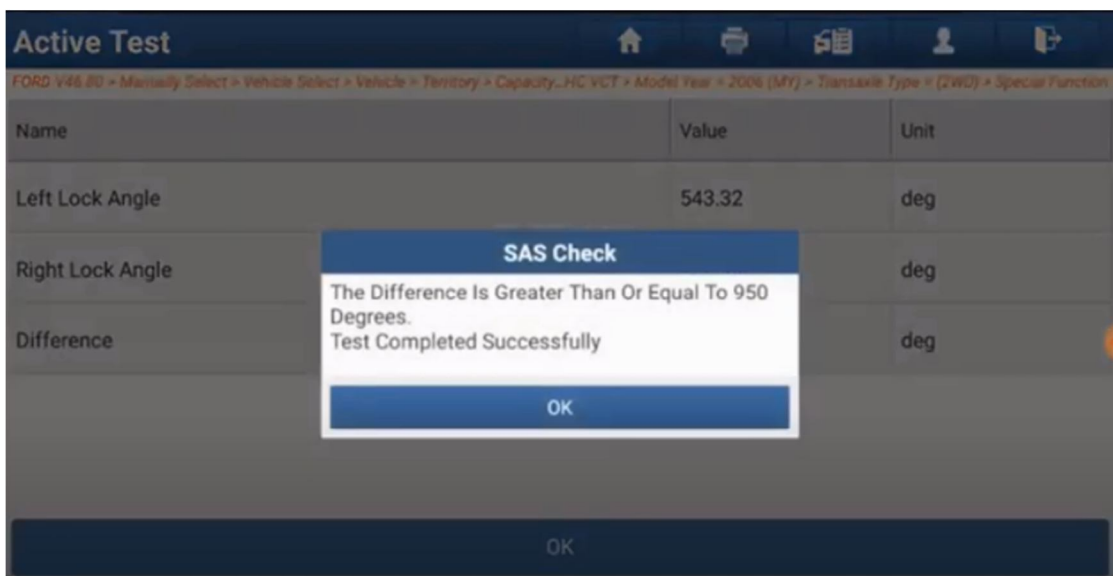 Active Test
FORD V46.80 > Manually Select > Vehicle Select > Vehicle > Territory > Capacity...HC VCT > Model Year = 2006 (MY) > Transaxle Type = (2WD) > Special Function
Name Value Unit
Left Lock Angle 543.32 deg
SAS Check
Right Lock Angle deg
The Difference Is Greater Than Or Equal To 950
Degrees.
Test Completed Successfully
Difference deg
OK
OK